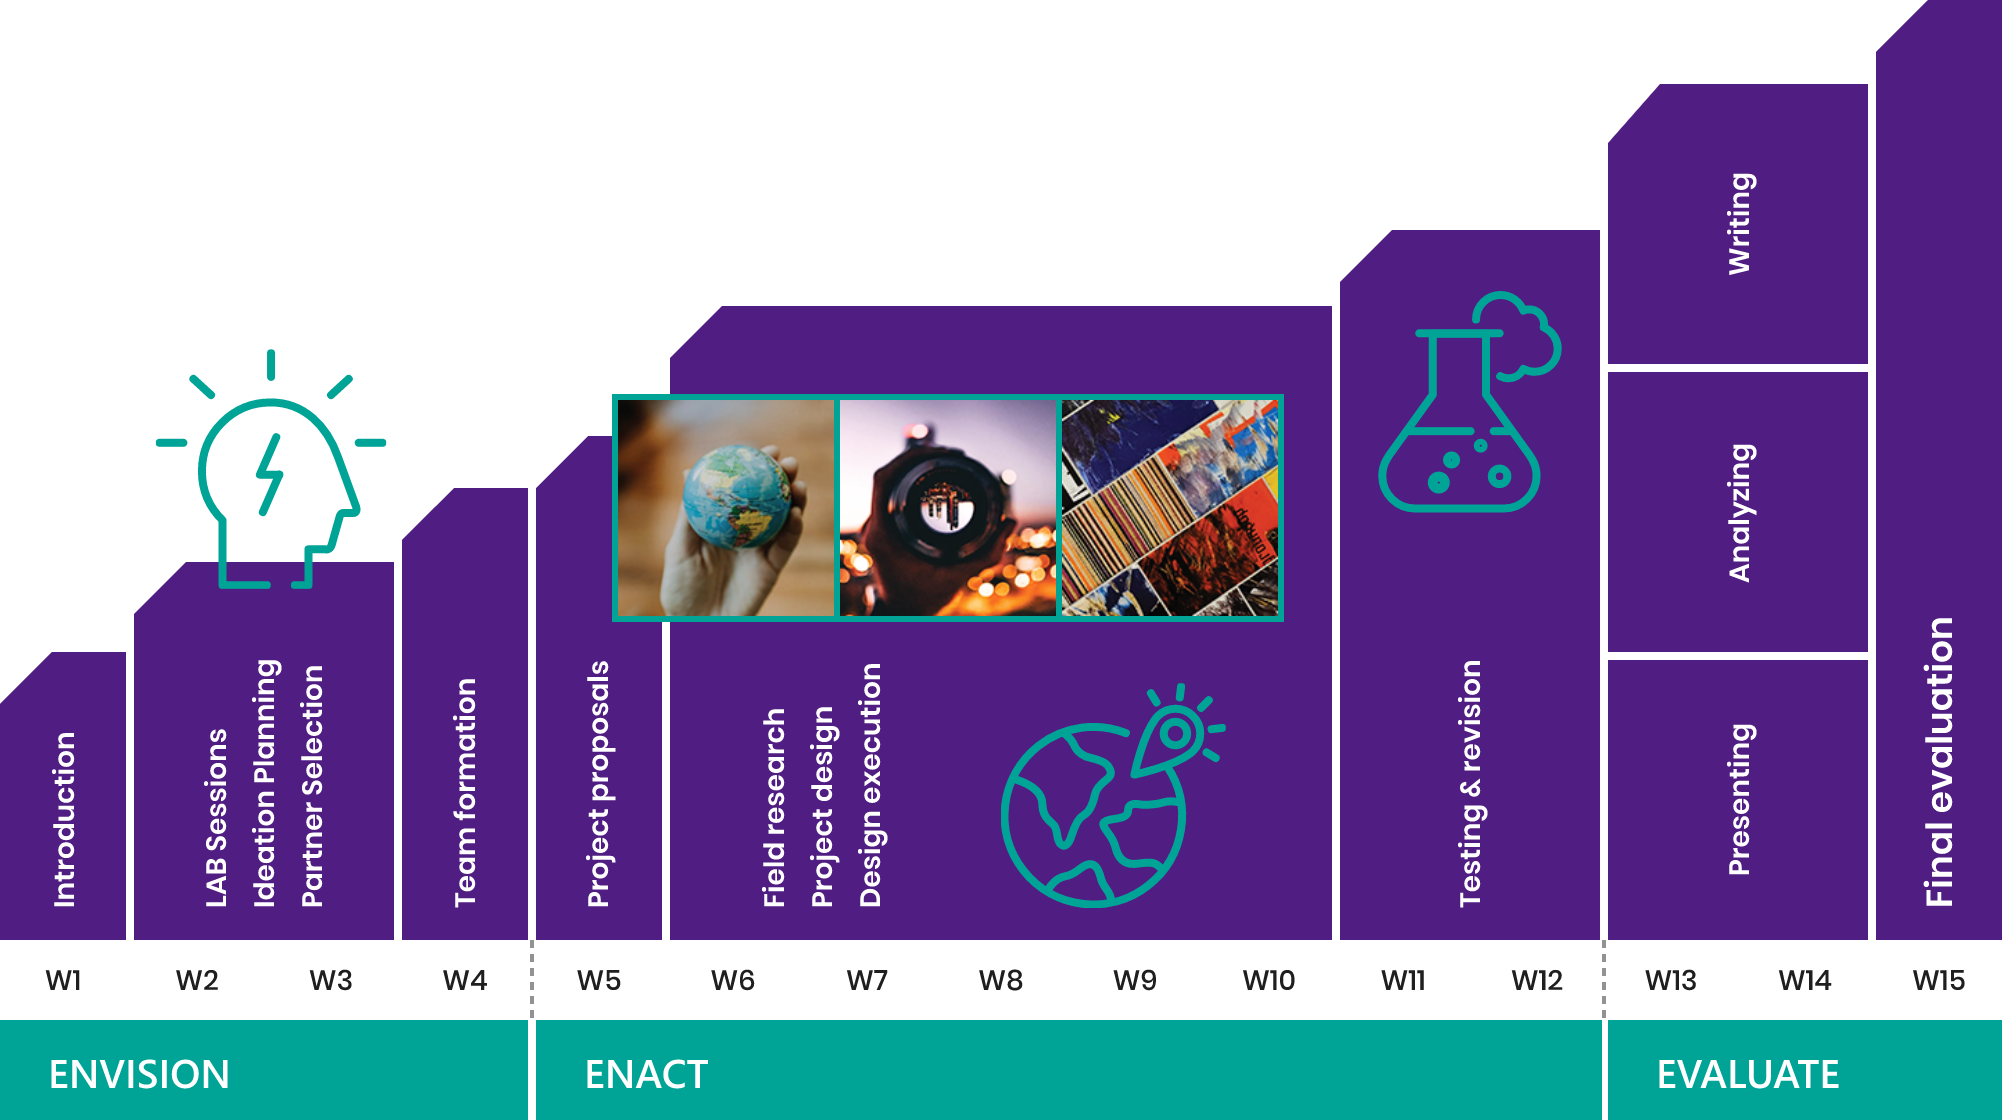 Introduction
LAB Sessions
Ideation Planning
Partner Selection
Team formation
Project proposals
Field research
Project design
Design execution
Testing & revision
Writing
Analyzing
Presenting
Final evaluation
W1
W2
W3
W4
W5
W6
W7
W8
W9
W10
W11
W12
W13
W14
W15
ENVISION
ENACT
EVALUATE